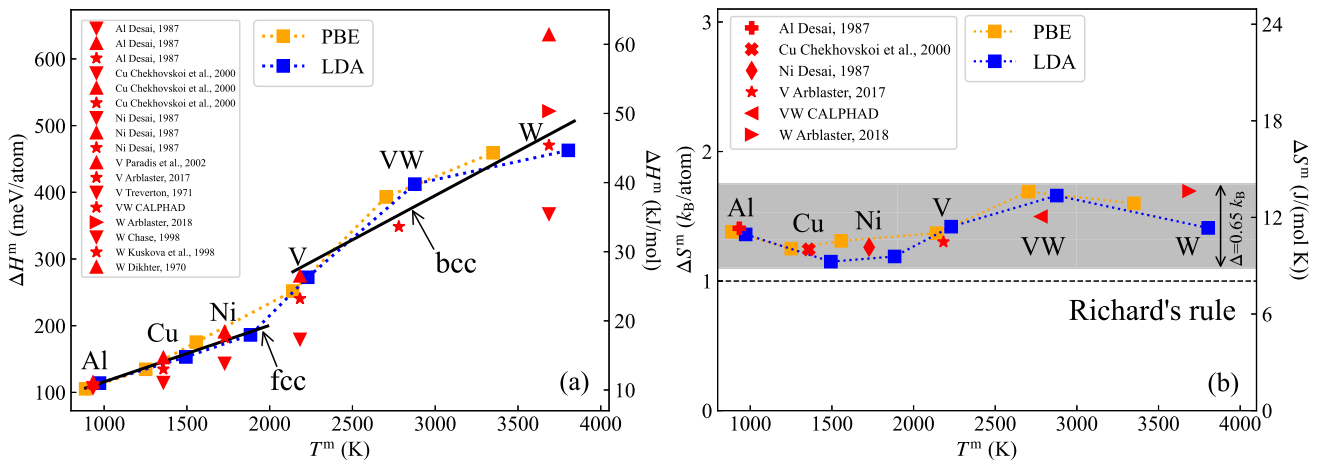 Al Desai, 1987
Al Desai, 1987
Al Desai, 1987
Cu Chekhovskoi et al., 2000
Cu Chekhovskoi et al., 2000
Cu Chekhovskoi et al., 2000
Ni Desai, 1987
Ni Desai, 1987
Ni Desai, 1987
V Paradis et al., 2002
V Arblaster, 2017
V Treverton, 1971
VW CALPHAD
W Arblaster, 2018
W Chase, 1998
W Kuskova et al., 1998
W Dikhter, 1970
PBE
LDA
600
500
400
300
200
100
ΔHᵐ (meV/atom)
60
50
40
30
20
10
ΔHᵐ (kJ/mol)
Al
Cu
Ni
V
VW
W
fcc
bcc
(a)
1000 1500 2000 2500 3000 3500 4000
Tᵐ (K)
Al Desai, 1987
Cu Chekhovskoi et al., 2000
Ni Desai, 1987
V Arblaster, 2017
VW CALPHAD
W Arblaster, 2018
PBE
LDA
3
2
1
0
ΔSᵐ (k_B/atom)
24
18
12
6
0
ΔSᵐ (J/(mol K))
Al
Cu
Ni
V
VW
W
Δ=0.65 k_B
Richard's rule
(b)
1000 1500 2000 2500 3000 3500 4000
Tᵐ (K)